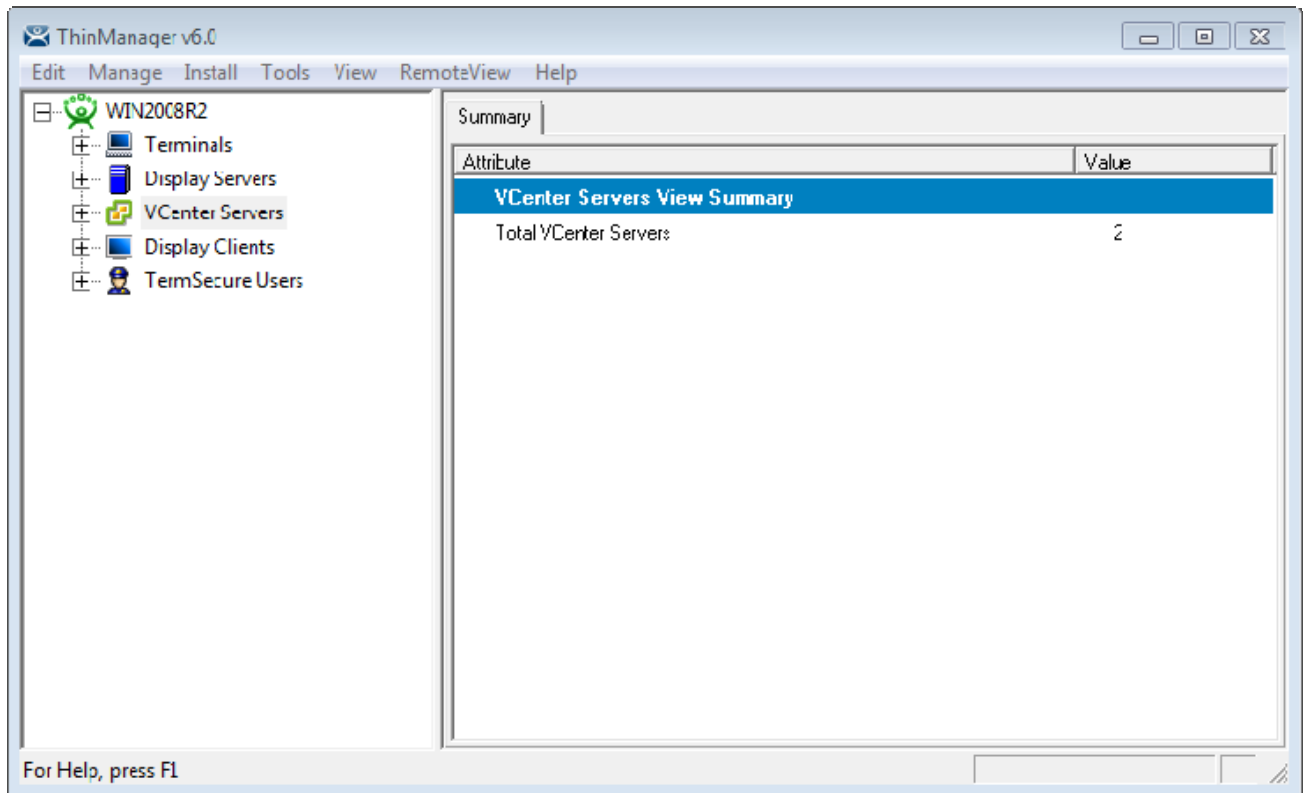 ThinManager v6.0
Edit Manage Install Tools View RemoteView Help
WIN2008R2
Terminals
Display Servers
VCenter Servers
Display Clients
TermSecure Users
Summary
Attribute Value
VCenter Servers View Summary
Total VCenter Servers 2
For Help, press F1